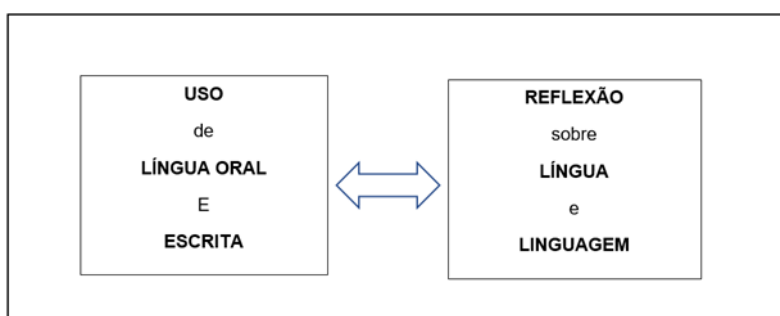 USO
de
LÍNGUA ORAL
E
ESCRITA
REFLEXÃO
sobre
LÍNGUA
e
LINGUAGEM